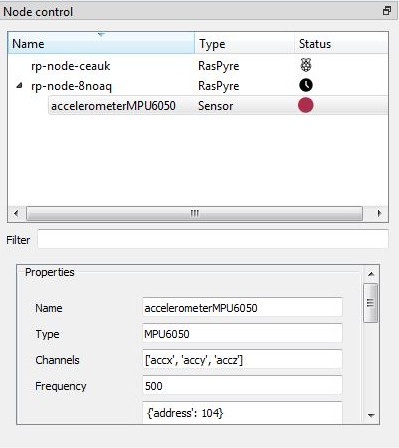 Node control
Name Type Status
rp-node-ceauk RasPyre
rp-node-8noaq RasPyre
accelerometerMPU6050 Sensor
Filter
Properties
Name accelerometerMPU6050
Type MPU6050
Channels ['accx', 'accy', 'accz']
Frequency 500
{'address': 104}